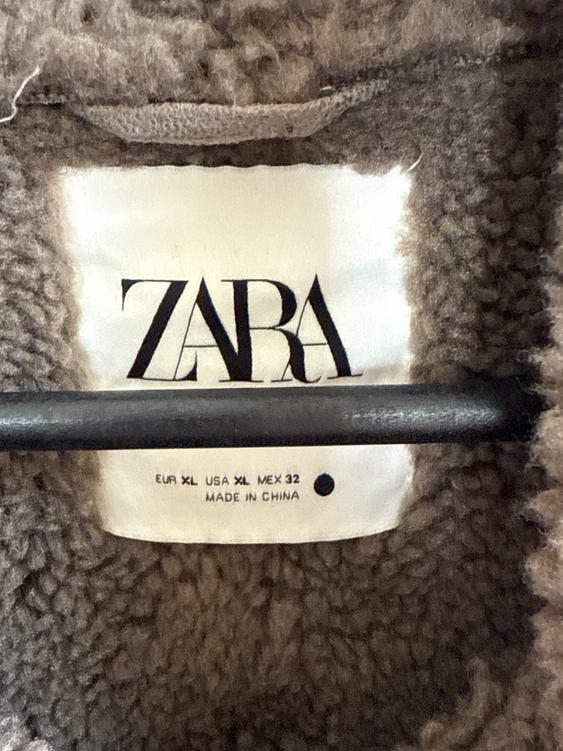 ZARA
EUR XL USA XL MEX 32
MADE IN CHINA